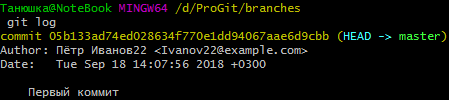 Танюшка@NoteBook MINGW64 /d/ProGit/branches
git log
commit 05b133ad74ed028634f770e1dd94067aae6d9cbb (HEAD -> master)
Author: Пётр Иванов22 <Ivanov22@example.com>
Date:   Tue Sep 18 14:07:56 2018 +0300
Первый коммит